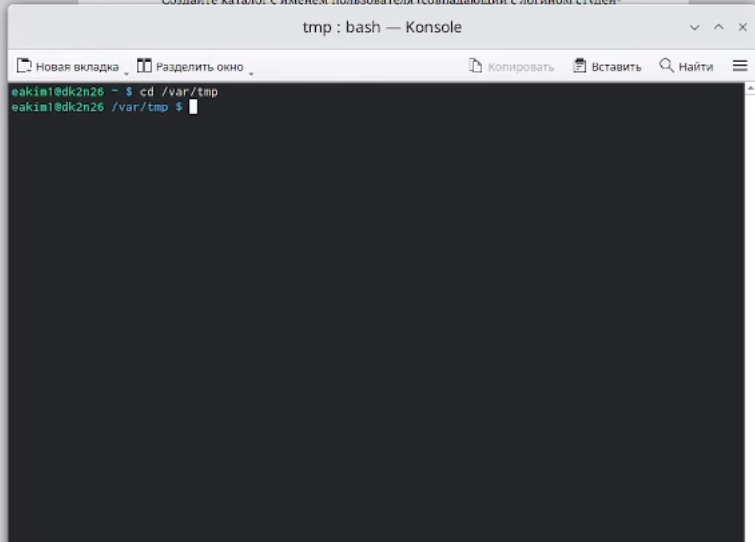 Создайте каталог с именем пользователя (совпадающий с логином студен-
tmp : bash — Konsole
Новая вкладка Разделить окно Копировать Вставить Найти
eakim1@dk2n26 ~ $ cd /var/tmp
eakim1@dk2n26 /var/tmp $